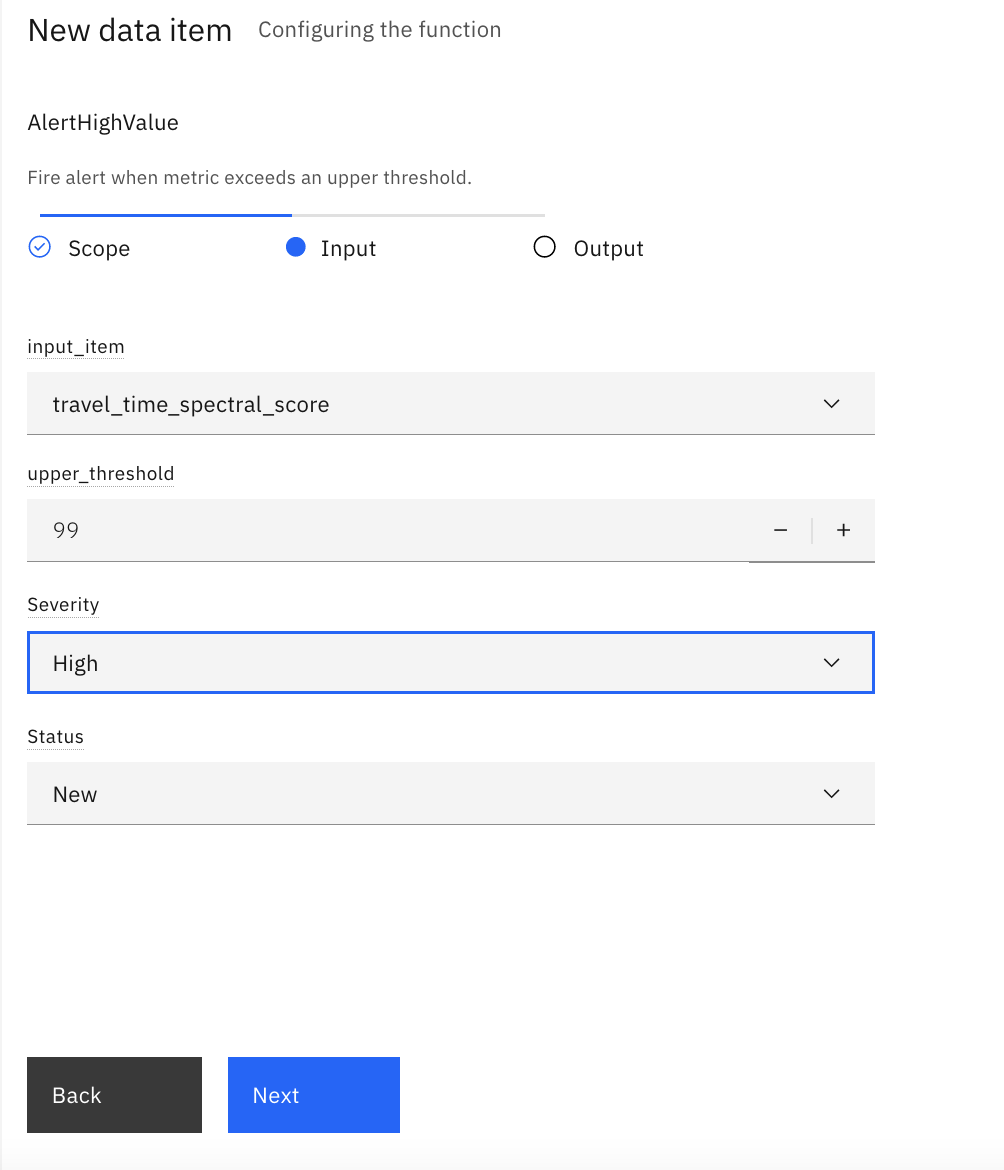 New data item Configuring the function
AlertHighValue
Fire alert when metric exceeds an upper threshold.
Scope Input Output
input_item
travel_time_spectral_score
upper_threshold
99
Severity
High
Status
New
Back Next